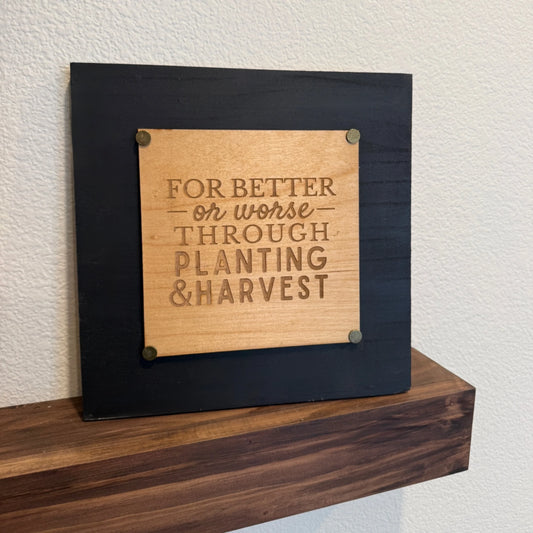 FOR BETTER
or worse
THROUGH
PLANTING
& HARVEST